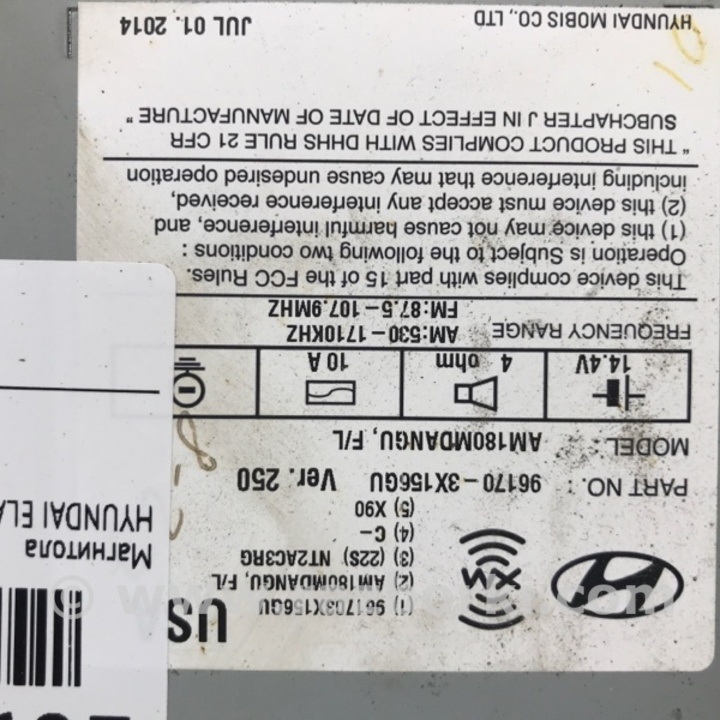 US
(1) 961703X156GU
(2) AM180MDANGU, F/L
(3) (22S) NT2AC3RG
(4) C-
(5) X90
PART NO. : 96170-3X156GU Ver. 250
MODEL : AM180MDANGU, F/L
14.4V 4 ohm 10 A
FREQUENCY RANGE AM:530-1710KHZ
FM:87.5-107.9MHZ
This device complies with part 15 of the FCC Rules.
Operation is Subject to the following two conditions :
(1) this device may not cause harmful interference, and
(2) this device must accept any interference received,
including interference that may cause undesired operation
" THIS PRODUCT COMPLIES WITH DHHS RULE 21 CFR
SUBCHAPTER J IN EFFECT OF DATE OF MANUFACTURE "
HYUNDAI MOBIS CO., LTD JUL 01. 2014
Магнитола
HYUNDAI ELA